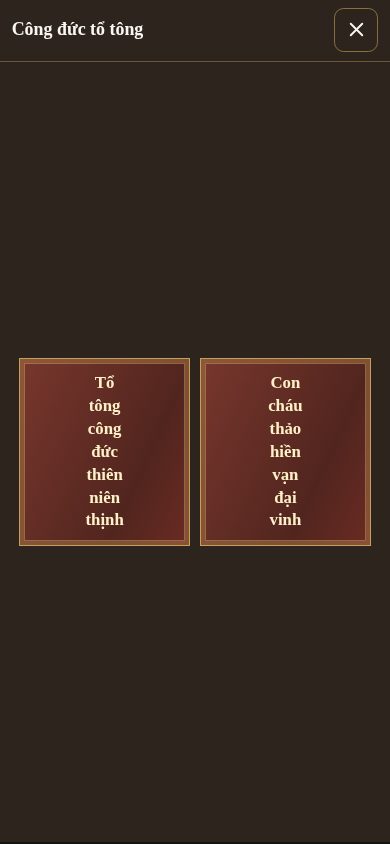 Công đức tổ tông
Tổ
tông
công
đức
thiên
niên
thịnh
Con
cháu
thảo
hiền
vạn
đại
vinh